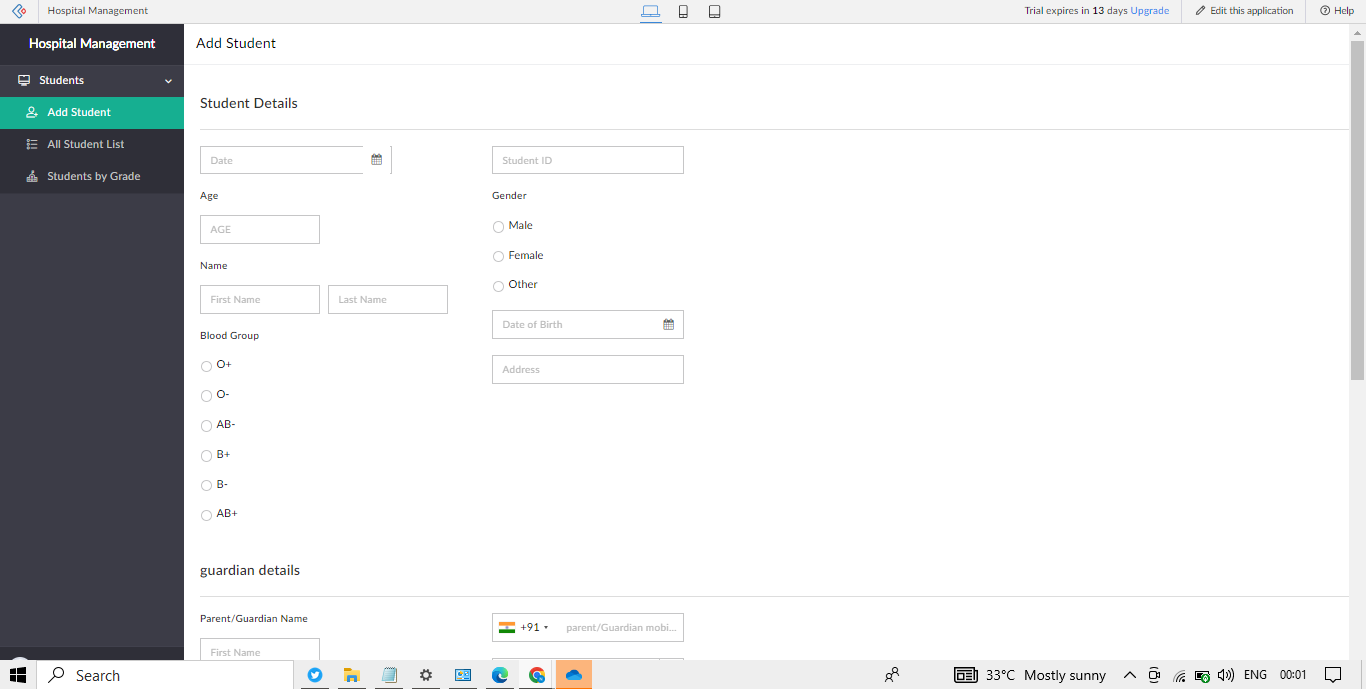 Hospital Management
Trial expires in 13 days Upgrade
Edit this application
Help
Hospital Management
Students
Add Student
All Student List
Students by Grade
Add Student
Student Details
Date
Student ID
Age
AGE
Gender
Male
Female
Other
Name
First Name
Last Name
Date of Birth
Address
Blood Group
O+
O-
AB-
B+
B-
AB+
guardian details
Parent/Guardian Name
First Name
+91
parent/Guardian mobi...
Search
33°C Mostly sunny
ENG
00:01